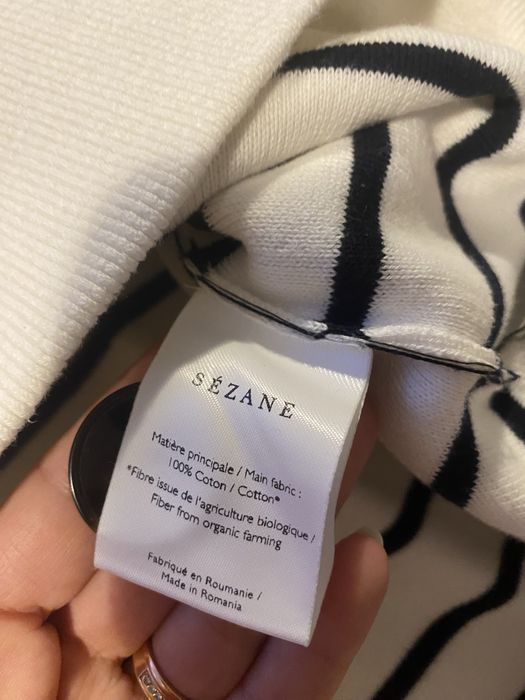 SÉZANE
Matière principale / Main fabric :
100% Coton / Cotton*
*Fibre issue de l'agriculture biologique /
Fiber from organic farming
Fabriqué en Roumanie /
Made in Romania